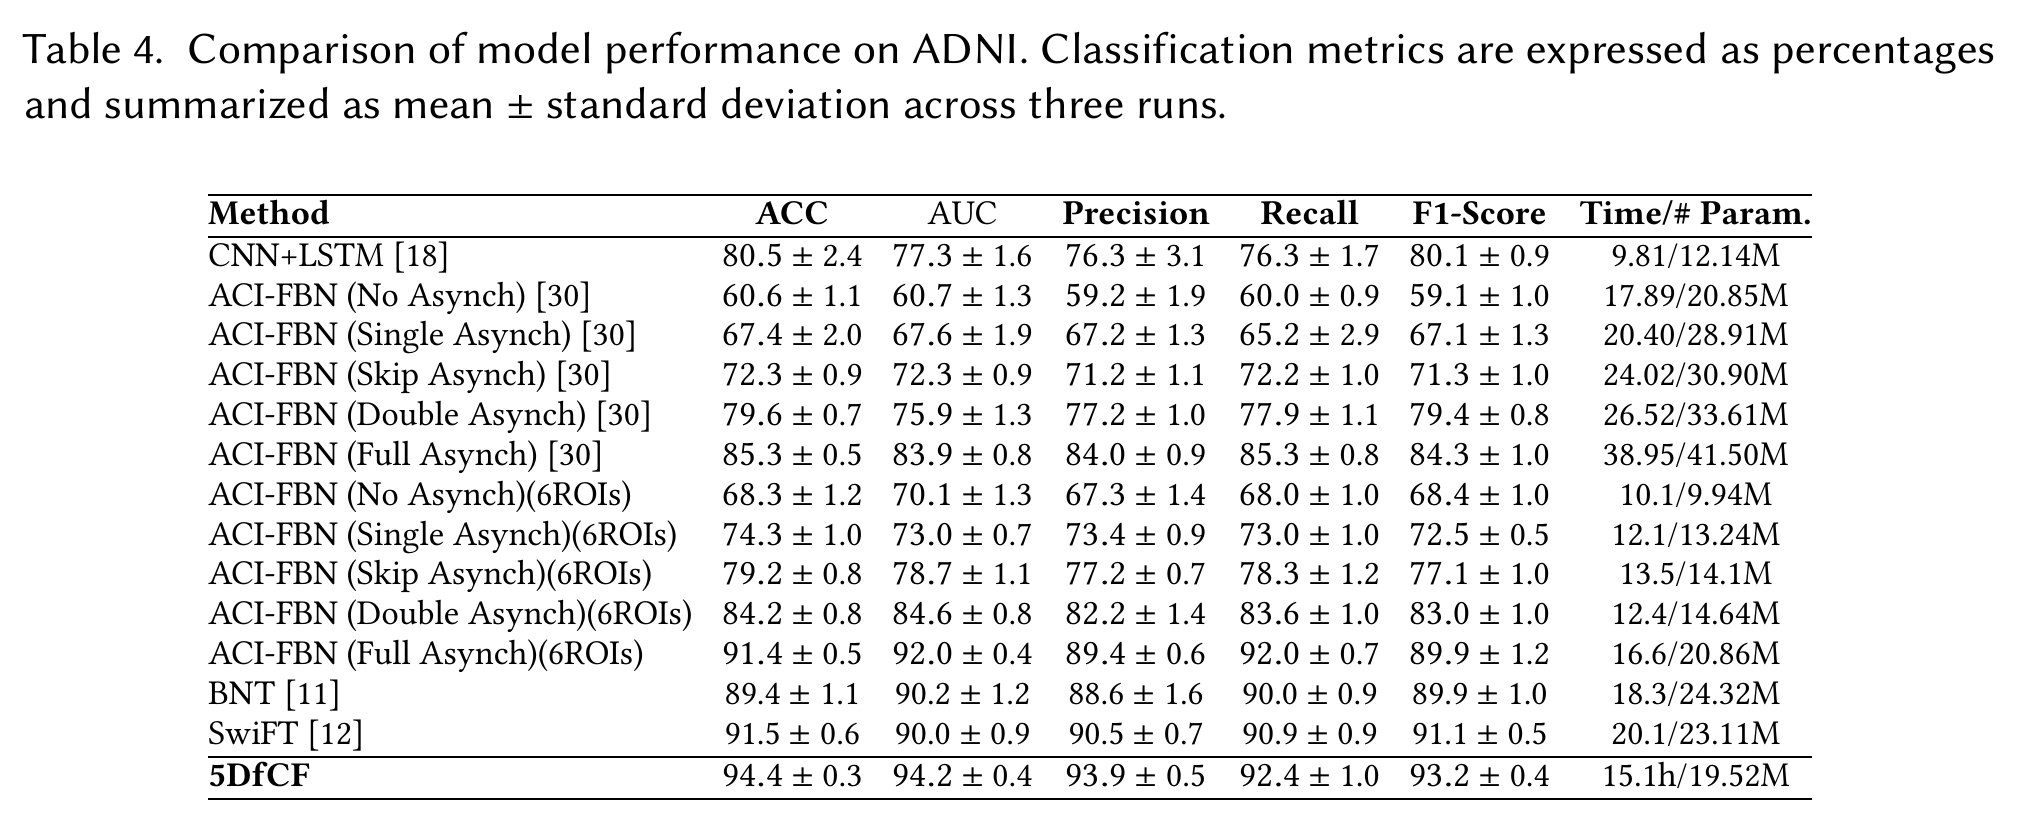 Table 4. Comparison of model performance on ADNI. Classification metrics are expressed as percentages
and summarized as mean ± standard deviation across three runs.
Method ACC AUC Precision Recall F1-Score Time/# Param.
CNN+LSTM [18] 80.5 ± 2.4 77.3 ± 1.6 76.3 ± 3.1 76.3 ± 1.7 80.1 ± 0.9 9.81/12.14M
ACI-FBN (No Asynch) [30] 60.6 ± 1.1 60.7 ± 1.3 59.2 ± 1.9 60.0 ± 0.9 59.1 ± 1.0 17.89/20.85M
ACI-FBN (Single Asynch) [30] 67.4 ± 2.0 67.6 ± 1.9 67.2 ± 1.3 65.2 ± 2.9 67.1 ± 1.3 20.40/28.91M
ACI-FBN (Skip Asynch) [30] 72.3 ± 0.9 72.3 ± 0.9 71.2 ± 1.1 72.2 ± 1.0 71.3 ± 1.0 24.02/30.90M
ACI-FBN (Double Asynch) [30] 79.6 ± 0.7 75.9 ± 1.3 77.2 ± 1.0 77.9 ± 1.1 79.4 ± 0.8 26.52/33.61M
ACI-FBN (Full Asynch) [30] 85.3 ± 0.5 83.9 ± 0.8 84.0 ± 0.9 85.3 ± 0.8 84.3 ± 1.0 38.95/41.50M
ACI-FBN (No Asynch)(6ROIs) 68.3 ± 1.2 70.1 ± 1.3 67.3 ± 1.4 68.0 ± 1.0 68.4 ± 1.0 10.1/9.94M
ACI-FBN (Single Asynch)(6ROIs) 74.3 ± 1.0 73.0 ± 0.7 73.4 ± 0.9 73.0 ± 1.0 72.5 ± 0.5 12.1/13.24M
ACI-FBN (Skip Asynch)(6ROIs) 79.2 ± 0.8 78.7 ± 1.1 77.2 ± 0.7 78.3 ± 1.2 77.1 ± 1.0 13.5/14.1M
ACI-FBN (Double Asynch)(6ROIs) 84.2 ± 0.8 84.6 ± 0.8 82.2 ± 1.4 83.6 ± 1.0 83.0 ± 1.0 12.4/14.64M
ACI-FBN (Full Asynch)(6ROIs) 91.4 ± 0.5 92.0 ± 0.4 89.4 ± 0.6 92.0 ± 0.7 89.9 ± 1.2 16.6/20.86M
BNT [11] 89.4 ± 1.1 90.2 ± 1.2 88.6 ± 1.6 90.0 ± 0.9 89.9 ± 1.0 18.3/24.32M
SwiFT [12] 91.5 ± 0.6 90.0 ± 0.9 90.5 ± 0.7 90.9 ± 0.9 91.1 ± 0.5 20.1/23.11M
5DfCF 94.4 ± 0.3 94.2 ± 0.4 93.9 ± 0.5 92.4 ± 1.0 93.2 ± 0.4 15.1h/19.52M